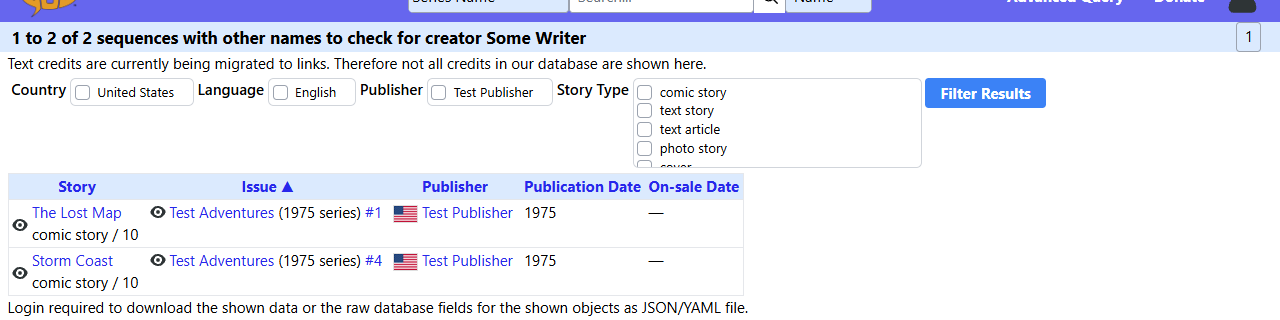 1 to 2 of 2 sequences with other names to check for creator Some Writer
1
Text credits are currently being migrated to links. Therefore not all credits in our database are shown here.
Country United States Language English Publisher Test Publisher Story Type comic story Filter Results
text story
text article
photo story
Story Issue ▲ Publisher Publication Date On-sale Date
The Lost Map Test Adventures (1975 series) #1 Test Publisher 1975 —
comic story / 10
Storm Coast Test Adventures (1975 series) #4 Test Publisher 1975 —
comic story / 10
Login required to download the shown data or the raw database fields for the shown objects as JSON/YAML file.